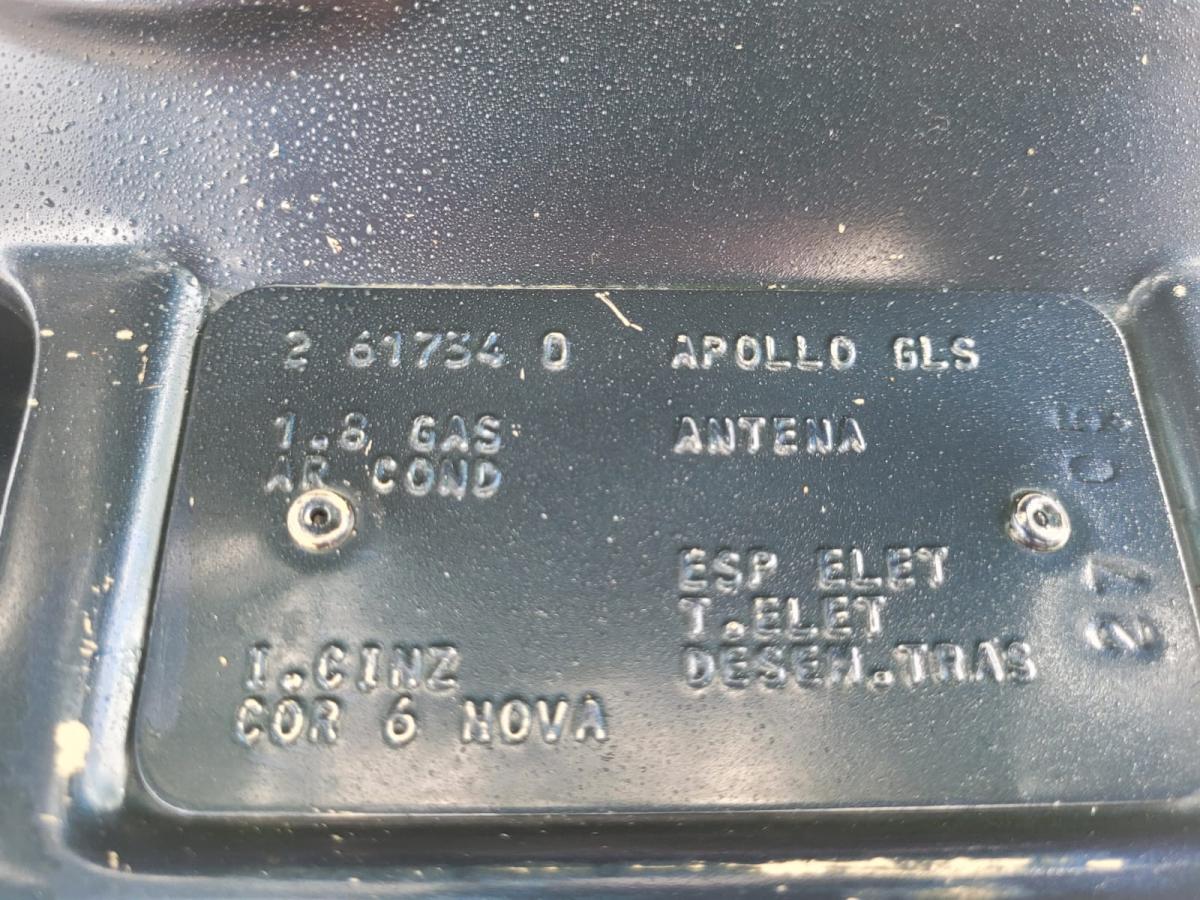 2 61734 0 APOLLO GLS
1.8 GAS ANTENA
AR COND
ESP ELET
T.ELET
I.CINZ DESEM.TRAS
COR 6 NOVA
27